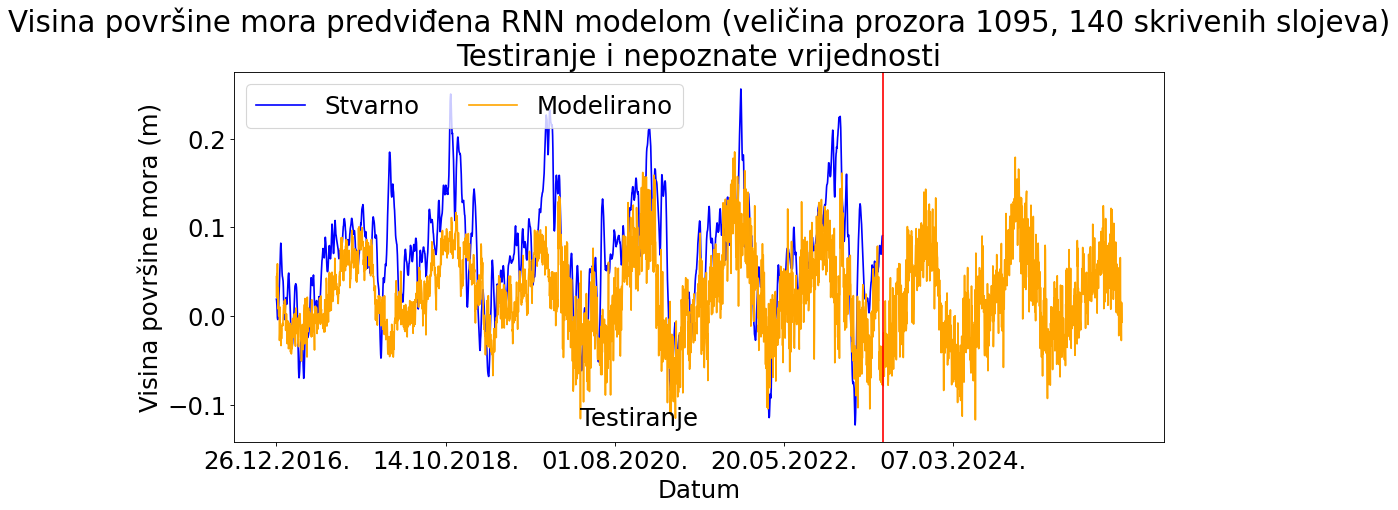 Visina površine mora predviđena RNN modelom (veličina prozora 1095, 140 skrivenih slojeva)
Testiranje i nepoznate vrijednosti
Stvarno Modelirano
Visina površine mora (m)
0.2
0.1
0.0
−0.1
Testiranje
26.12.2016. 14.10.2018. 01.08.2020. 20.05.2022. 07.03.2024.
Datum